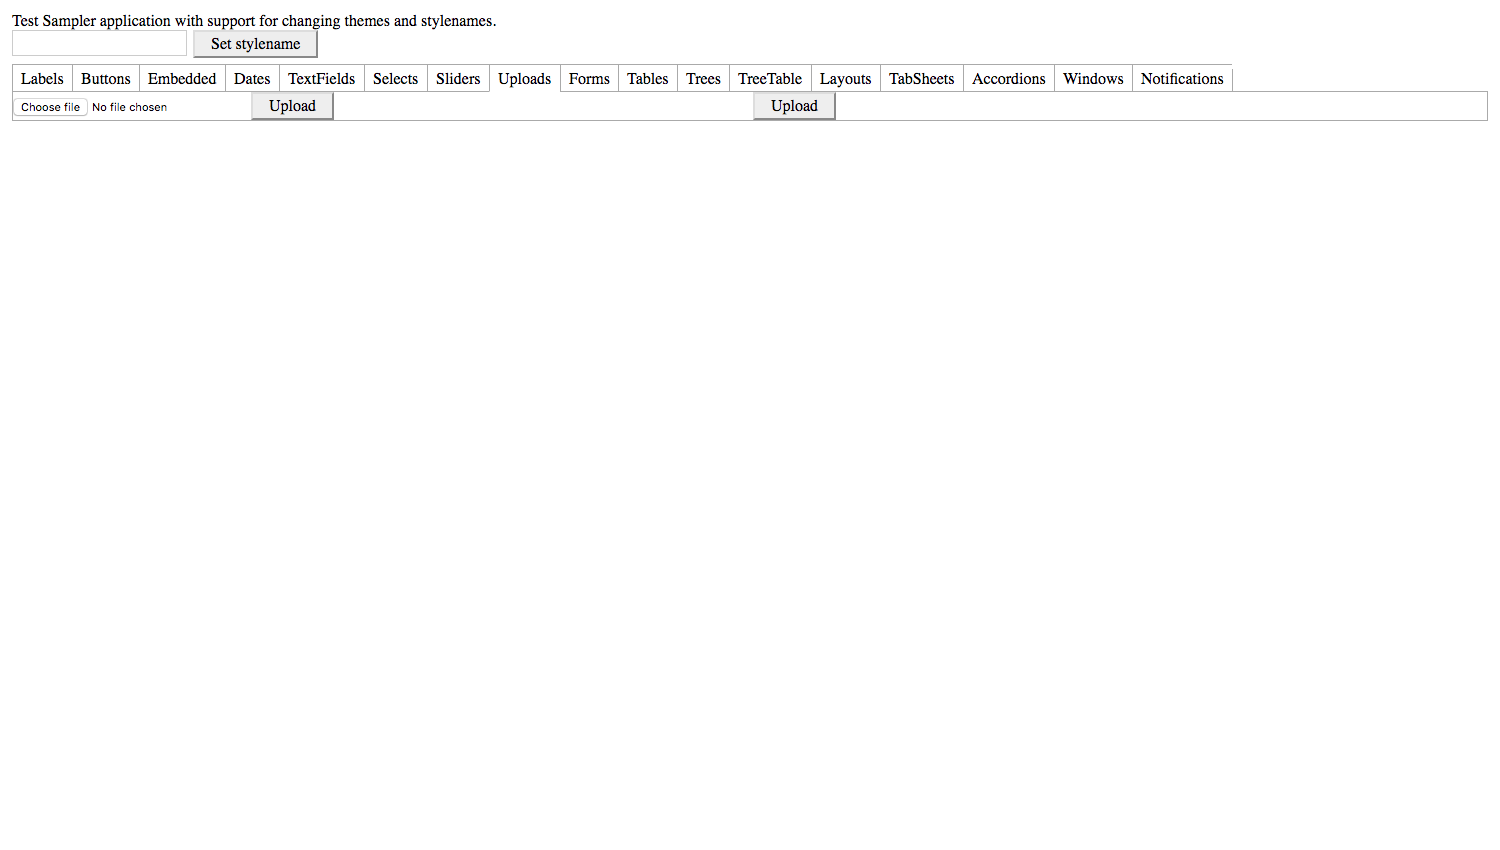 Test Sampler application with support for changing themes and stylenames.
Set stylename
Labels Buttons Embedded Dates TextFields Selects Sliders Uploads Forms Tables Trees TreeTable Layouts TabSheets Accordions Windows Notifications
Choose file No file chosen Upload Upload